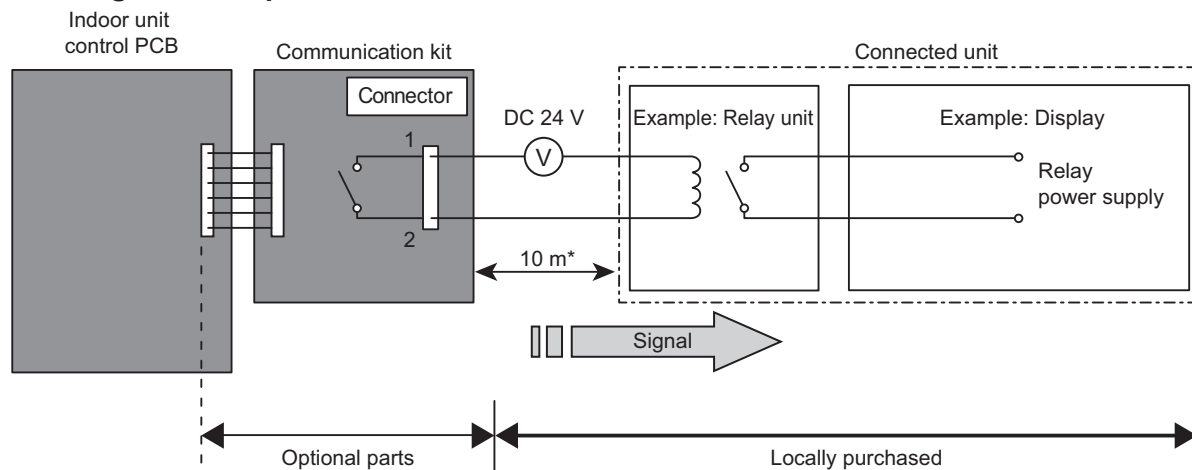 Indoor unit
control PCB
Communication kit
Connector
1
2
DC 24 V
V
10 m*
Connected unit
Example: Relay unit
Example: Display
Relay
power supply
Signal
Optional parts
Locally purchased